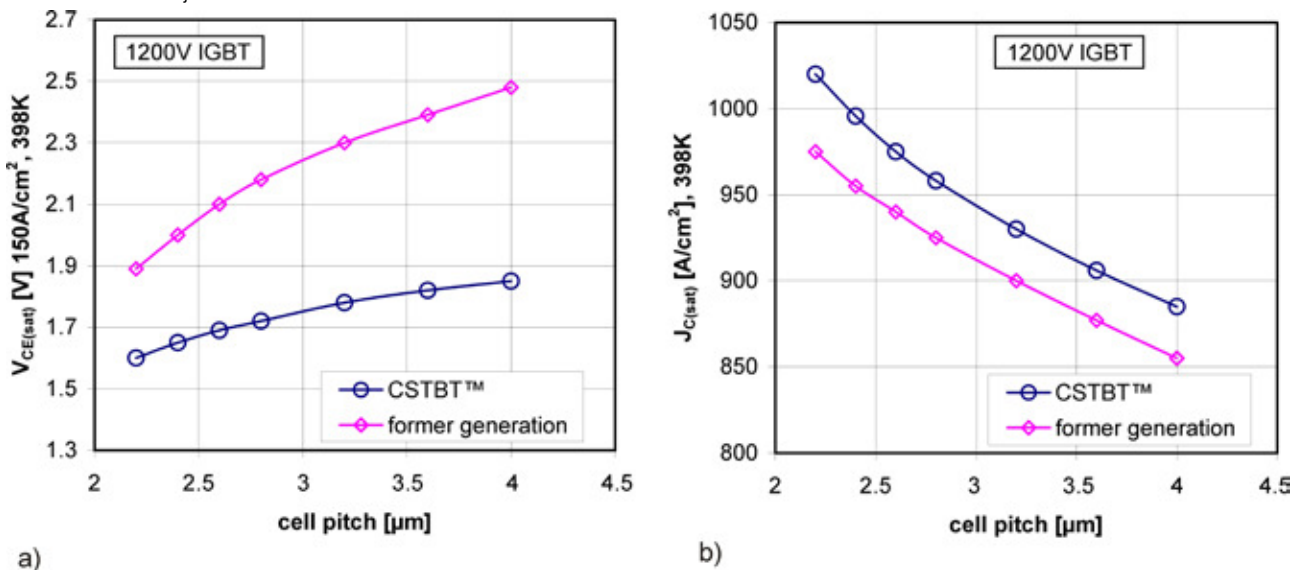 1200V IGBT
2.7
2.5
2.3
2.1
1.9
1.7
1.5
1.3
V_CE(sat) [V] 150A/cm², 398K
CSTBT™
former generation
2 2.5 3 3.5 4 4.5
cell pitch [µm]
a)
1200V IGBT
1050
1000
950
900
850
800
J_C(sat) [A/cm²], 398K
CSTBT™
former generation
2 2.5 3 3.5 4 4.5
cell pitch [µm]
b)